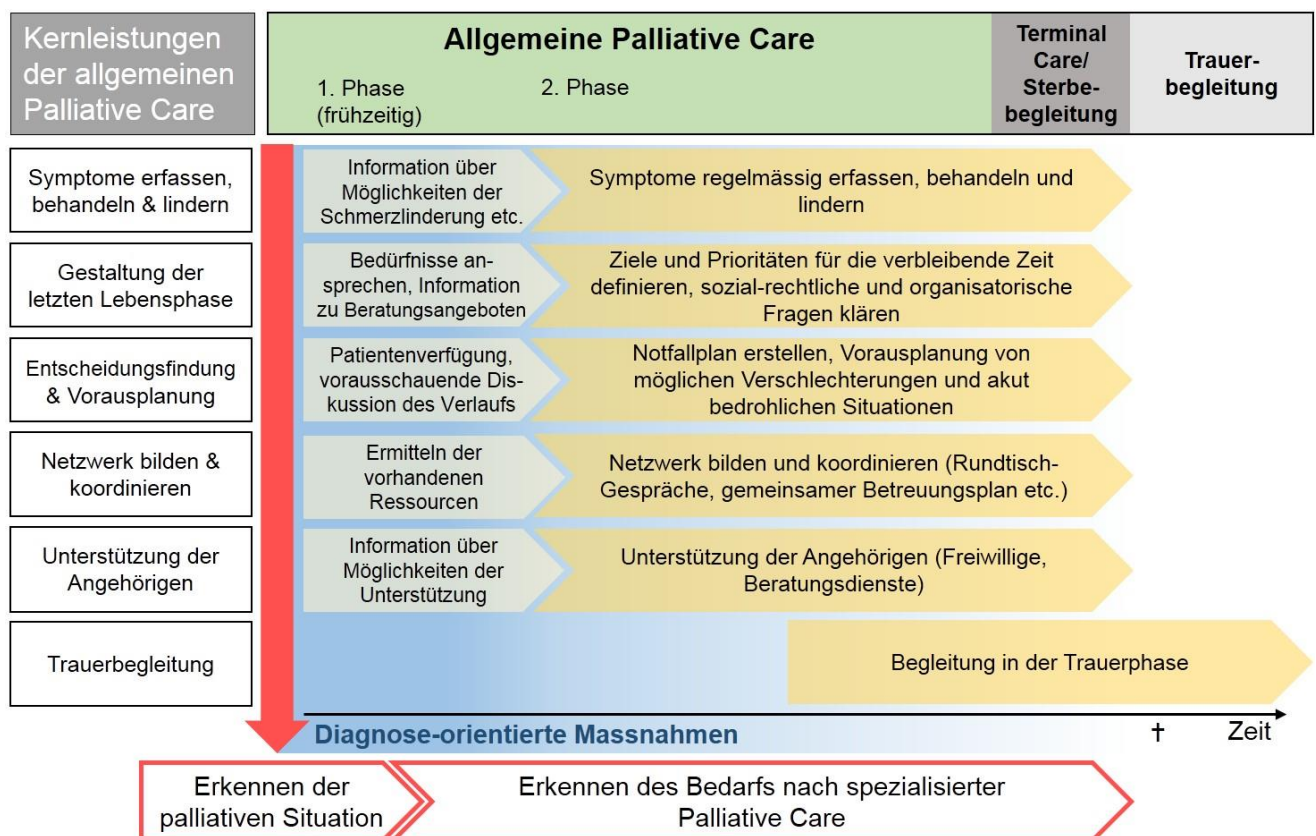 Kernleistungen
der allgemeinen
Palliative Care
Allgemeine Palliative Care
1. Phase
(frühzeitig)
2. Phase
Terminal
Care/
Sterbe-
begleitung
Trauer-
begleitung
Symptome erfassen,
behandeln & lindern
Information über
Möglichkeiten der
Schmerzlinderung etc.
Symptome regelmässig erfassen, behandeln und
lindern
Gestaltung der
letzten Lebensphase
Bedürfnisse an-
sprechen, Information
zu Beratungsangeboten
Ziele und Prioritäten für die verbleibende Zeit
definieren, sozial-rechtliche und organisatorische
Fragen klären
Entscheidungsfindung
& Vorausplanung
Patientenverfügung,
vorausschauende Dis-
kussion des Verlaufs
Notfallplan erstellen, Vorausplanung von
möglichen Verschlechterungen und akut
bedrohlichen Situationen
Netzwerk bilden &
koordinieren
Ermitteln der
vorhandenen
Ressourcen
Netzwerk bilden und koordinieren (Rundtisch-
Gespräche, gemeinsamer Betreuungsplan etc.)
Unterstützung der
Angehörigen
Information über
Möglichkeiten der
Unterstützung
Unterstützung der Angehörigen (Freiwillige,
Beratungsdienste)
Trauerbegleitung
Begleitung in der Trauerphase
Diagnose-orientierte Massnahmen
† Zeit
Erkennen der
palliativen Situation
Erkennen des Bedarfs nach spezialisierter
Palliative Care